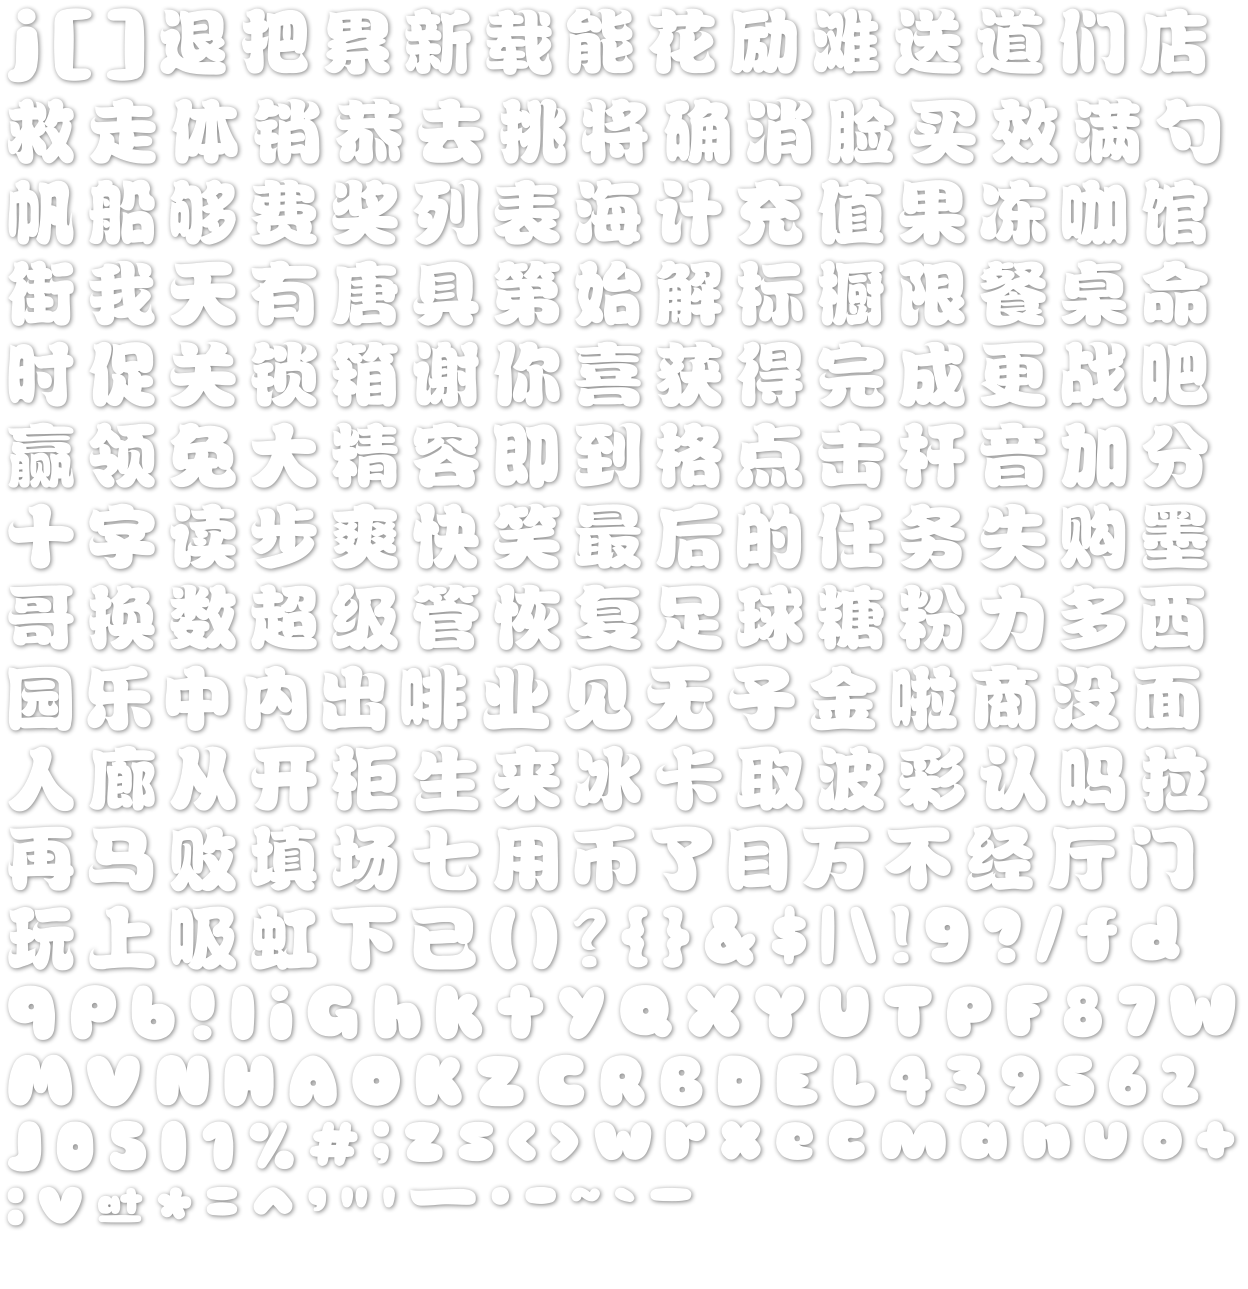 j[]退把累新载能花励滩送道们店
救走体销恭去挑将确消脸买效满勺
帆船够费奖列表海计充值果冻咖馆
街我天有唐具第始解标橱限餐桌命
时促关锁箱谢你喜获得完成更战吧
赢领兔大精容即到格点击杆音加分
十字读步爽快笑最后的任务失购墨
哥换数超级管恢复足球糖粉力多西
园乐中内出啡业见无子金啦商没面
人廊从开柜生来冰卡取波彩认吗拉
再马败填场七用币了日万不经厅门
玩上吸虹下己()?{}&$|\!9?/fd
qPb!liGhktyQXYUTPF87W
MVNHAOKZCRBDEL439562
J0SI1%#;zs<>wrxecmanuo+
:v *=^,"'一·-~`—